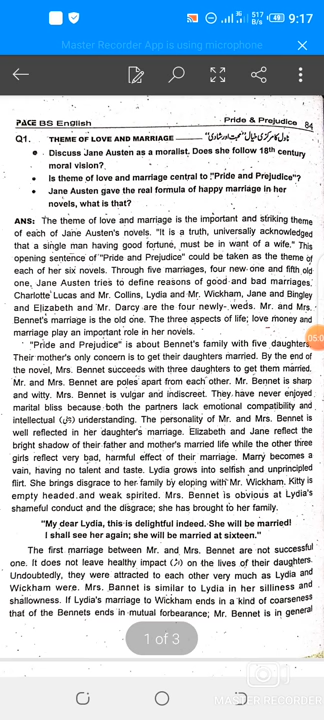 517 B/s 49 9:17
Master Recorder App is using microphone
PACE BS English Pride & Prejudice 84
Q1. THEME OF LOVE AND MARRIAGE
• Discuss Jane Austen as a moralist. Does she follow 18th century
moral vision?
• Is theme of love and marriage central to "Pride and Prejudice"?
• Jane Austen gave the real formula of happy marriage in her
novels, what is that?
ANS: The theme of love and marriage is the important and striking theme
of each of Jane Austen's novels. "It is a truth, universally acknowledged
that a single man having good fortune, must be in want of a wife." This
opening sentence of "Pride and Prejudice" could be taken as the theme of
each of her six novels. Through five marriages, four new one and fifth old
one, Jane Austen tries to define reasons of good and bad marriages.
Charlotte Lucas and Mr. Collins, Lydia and Mr. Wickham, Jane and Bingley
and Elizabeth and Mr. Darcy are the four newly-weds. Mr. and Mrs.
Bennet's marriage is the old one. The three aspects of life; love money and
marriage play an important role in her novels.
05:0
"Pride and Prejudice" is about Bennet's family with five daughters.
Their mother's only concern is to get their daughters married. By the end of
the novel, Mrs. Bennet succeeds with three daughters to get them married.
Mr. and Mrs. Bennet are poles apart from each other. Mr. Bennet is sharp
and witty. Mrs. Bennet is vulgar and indiscreet. They have never enjoyed
marital bliss because both the partners lack emotional compatibility and
intellectual (ذہنی) understanding. The personality of Mr. and Mrs. Bennet is
well reflected in her daughter's marriage. Elizabeth and Jane reflect the
bright shadow of their father and mother's married life while the other three
girls reflect very bad, harmful effect of their marriage. Marry becomes a
vain, having no talent and taste. Lydia grows into selfish and unprincipled
flirt. She brings disgrace to her family by eloping with Mr. Wickham. Kitty is
empty headed and weak spirited. Mrs. Bennet is obvious at Lydia's
shameful conduct and the disgrace; she has brought to her family.
"My dear Lydia, this is delightful indeed. She will be married!
I shall see her again; she will be married at sixteen."
The first marriage between Mr. and Mrs. Bennet are not successful
one. It does not leave healthy impact (اثر) on the lives of their daughters.
Undoubtedly, they were attracted to each other very much as Lydia and
Wickham were. Mrs. Bannet is similar to Lydia in her silliness and
shallowness. If Lydia's marriage to Wickham ends in a kind of coarseness
that of the Bennets ends in mutual forbearance; Mr. Bennet is in general
1 of 3
MASTER RECORDER